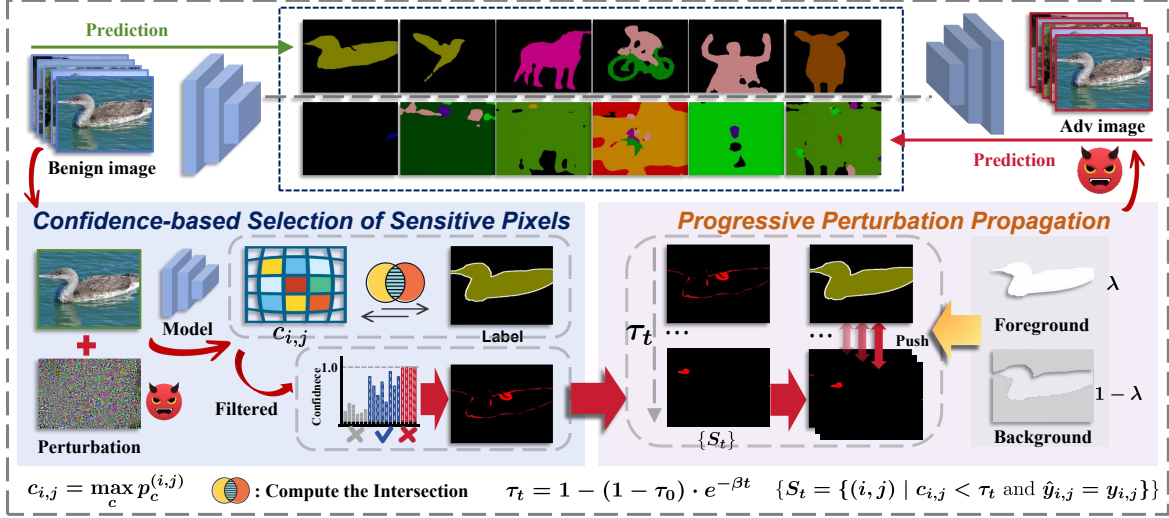 Prediction
Benign image
Adv image
Prediction
Confidence-based Selection of Sensitive Pixels
Progressive Perturbation Propagation
Model
c_{i,j}
Label
Perturbation
Filtered
Confidnece
1.0
τ_t
...
...
Push
{S_t}
Foreground
λ
Background
1 − λ
c_{i,j} = max_c p_c^{(i,j)}
: Compute the Intersection
τ_t = 1 − (1 − τ_0) · e^{−βt}
{S_t = {(i, j) | c_{i,j} < τ_t and ŷ_{i,j} = y_{i,j}}}